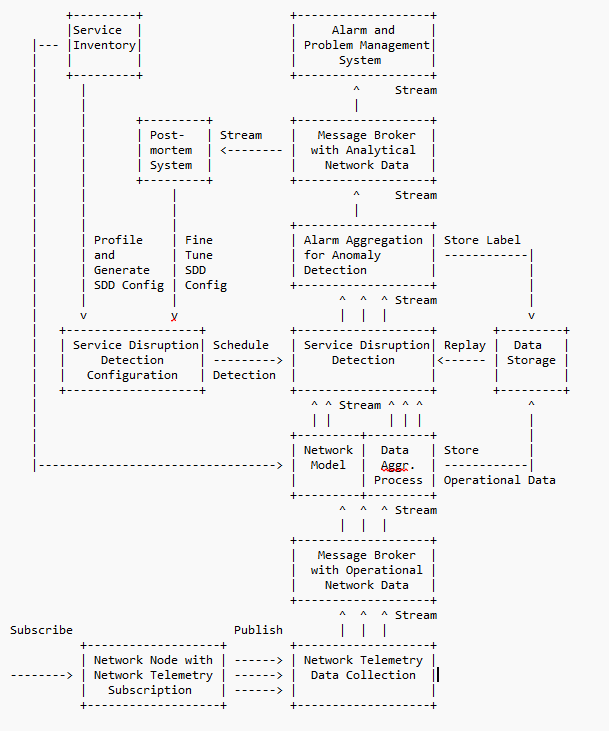 Service
Inventory
Alarm and
Problem Management
System
Stream
Post-
mortem
System
Stream
Message Broker
with Analytical
Network Data
Stream
Profile
and
Generate
SDD Config
Fine
Tune
SDD
Config
Alarm Aggregation
for Anomaly
Detection
Store Label
Stream
Service Disruption
Detection
Configuration
Schedule
Detection
Service Disruption
Detection
Replay
Data
Storage
Stream
Network
Model
Data
Aggr.
Process
Store
Operational Data
Stream
Message Broker
with Operational
Network Data
Stream
Subscribe
Publish
Network Node with
Network Telemetry
Subscription
Network Telemetry
Data Collection